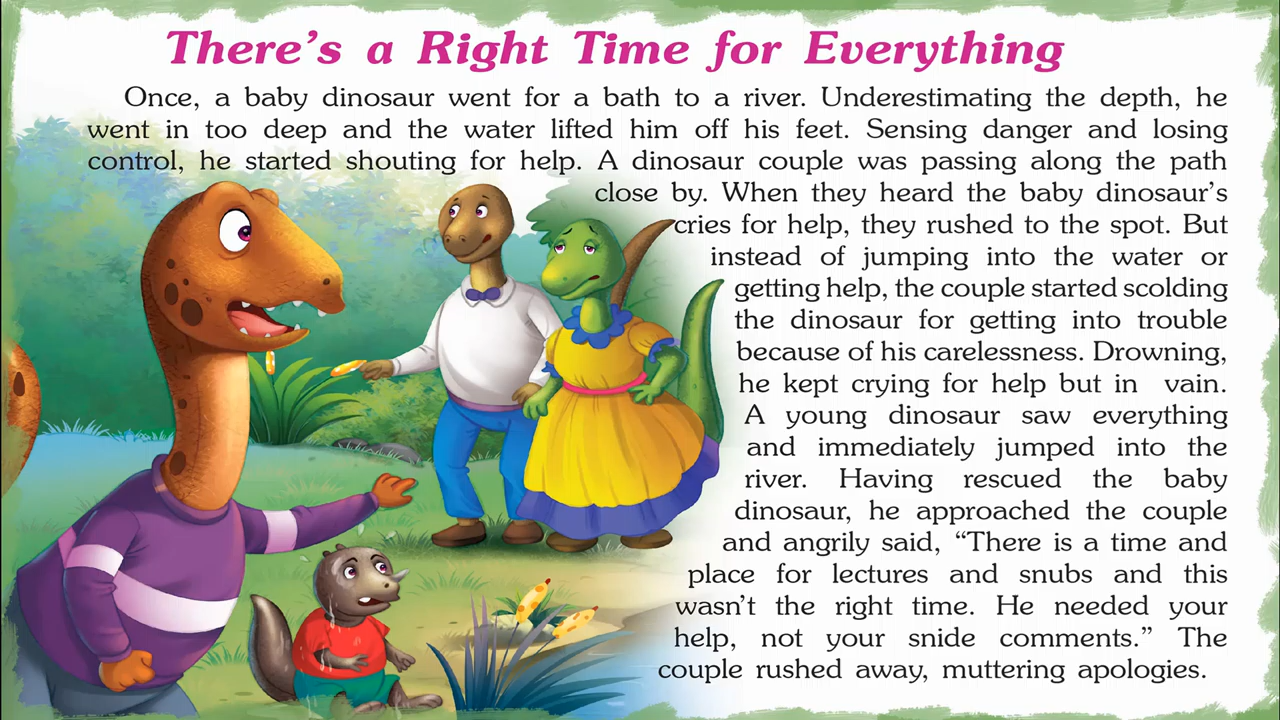 There's a Right Time for Everything
Once, a baby dinosaur went for a bath to a river. Underestimating the depth, he
went in too deep and the water lifted him off his feet. Sensing danger and losing
control, he started shouting for help. A dinosaur couple was passing along the path
close by. When they heard the baby dinosaur's
cries for help, they rushed to the spot. But
instead of jumping into the water or
getting help, the couple started scolding
the dinosaur for getting into trouble
because of his carelessness. Drowning,
he kept crying for help but in vain.
A young dinosaur saw everything
and immediately jumped into the
river. Having rescued the baby
dinosaur, he approached the couple
and angrily said, “There is a time and
place for lectures and snubs and this
wasn't the right time. He needed your
help, not your snide comments.” The
couple rushed away, muttering apologies.